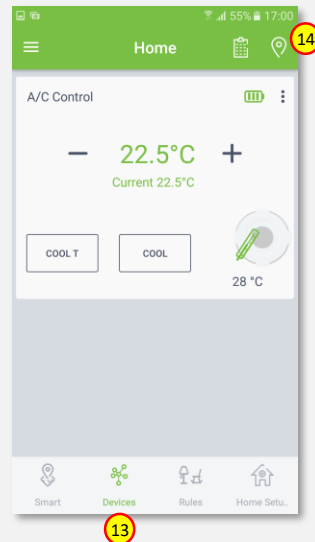 55% 17:00
Home
14
A/C Control
22.5°C
Current 22.5°C
COOL T
COOL
28 °C
Smart
Devices
Rules
Home Setu..
13